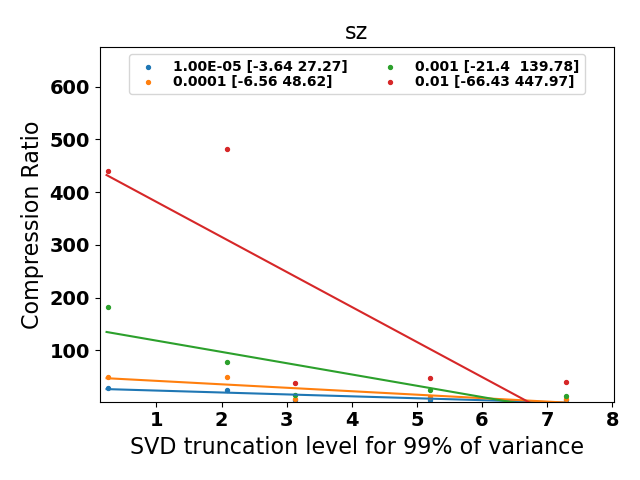 sz
1.00E-05 [-3.64 27.27]
0.0001 [-6.56 48.62]
0.001 [-21.4  139.78]
0.01 [-66.43 447.97]
Compression Ratio
600
500
400
300
200
100
1 2 3 4 5 6 7 8
SVD truncation level for 99% of variance